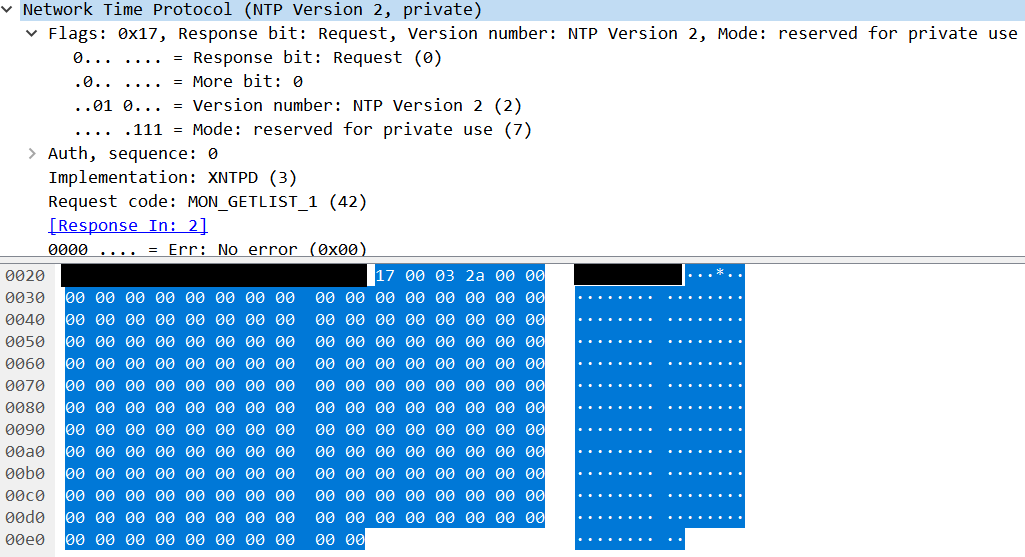 Network Time Protocol (NTP Version 2, private)
Flags: 0x17, Response bit: Request, Version number: NTP Version 2, Mode: reserved for private use
0... .... = Response bit: Request (0)
.0.. .... = More bit: 0
..01 0... = Version number: NTP Version 2 (2)
.... .111 = Mode: reserved for private use (7)
Auth, sequence: 0
Implementation: XNTPD (3)
Request code: MON_GETLIST_1 (42)
[Response In: 2]
0000 .... = Err: No error (0x00)
0020 17 00 03 2a 00 00 ···*··
0030 00 00 00 00 00 00 00 00 00 00 00 00 00 00 00 00 ········ ········
0040 00 00 00 00 00 00 00 00 00 00 00 00 00 00 00 00 ········ ········
0050 00 00 00 00 00 00 00 00 00 00 00 00 00 00 00 00 ········ ········
0060 00 00 00 00 00 00 00 00 00 00 00 00 00 00 00 00 ········ ········
0070 00 00 00 00 00 00 00 00 00 00 00 00 00 00 00 00 ········ ········
0080 00 00 00 00 00 00 00 00 00 00 00 00 00 00 00 00 ········ ········
0090 00 00 00 00 00 00 00 00 00 00 00 00 00 00 00 00 ········ ········
00a0 00 00 00 00 00 00 00 00 00 00 00 00 00 00 00 00 ········ ········
00b0 00 00 00 00 00 00 00 00 00 00 00 00 00 00 00 00 ········ ········
00c0 00 00 00 00 00 00 00 00 00 00 00 00 00 00 00 00 ········ ········
00d0 00 00 00 00 00 00 00 00 00 00 00 00 00 00 00 00 ········ ········
00e0 00 00 00 00 00 00 00 00 00 00 ········ ··